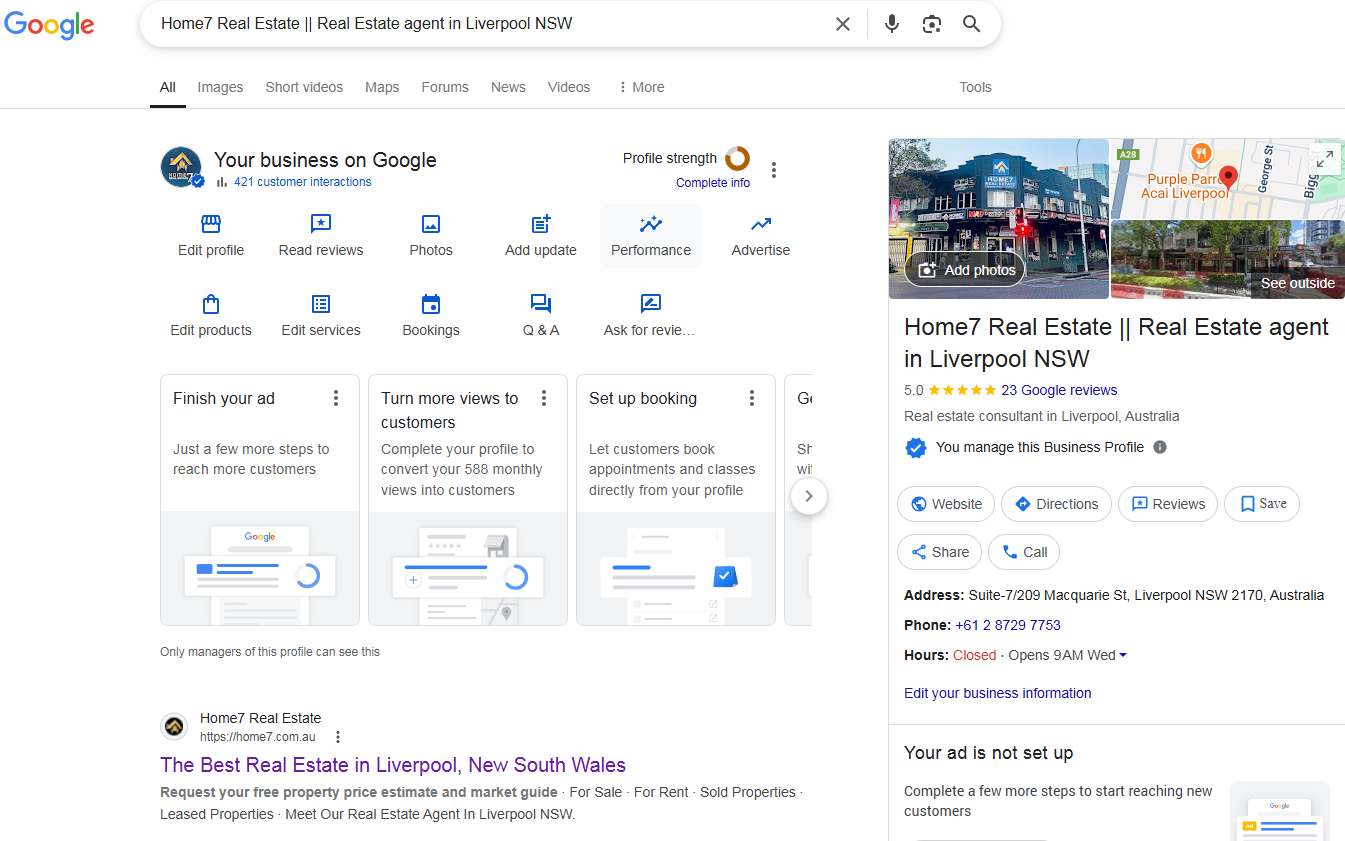 Google
Home7 Real Estate || Real Estate agent in Liverpool NSW
All Images Short videos Maps Forums News Videos More Tools
Your business on Google
421 customer interactions
Profile strength
Complete info
Edit profile Read reviews Photos Add update Performance Advertise
Edit products Edit services Bookings Q & A Ask for revie...
Finish your ad
Just a few more steps to
reach more customers
Google
Turn more views to
customers
Complete your profile to
convert your 588 monthly
views into customers
Set up booking
Let customers book
appointments and classes
directly from your profile
Only managers of this profile can see this
Home7 Real Estate
https://home7.com.au
The Best Real Estate in Liverpool, New South Wales
Request your free property price estimate and market guide · For Sale · For Rent · Sold Properties ·
Leased Properties · Meet Our Real Estate Agent In Liverpool NSW.
HOME7
Add photos
A28
George St
Purple Parro
Acai Liverpool
See outside
Home7 Real Estate || Real Estate agent
in Liverpool NSW
5.0 23 Google reviews
Real estate consultant in Liverpool, Australia
You manage this Business Profile
Website Directions Reviews Save
Share Call
Address: Suite-7/209 Macquarie St, Liverpool NSW 2170, Australia
Phone: +61 2 8729 7753
Hours: Closed · Opens 9 AM Wed
Edit your business information
Your ad is not set up
Complete a few more steps to start reaching new
customers
Google
Ad